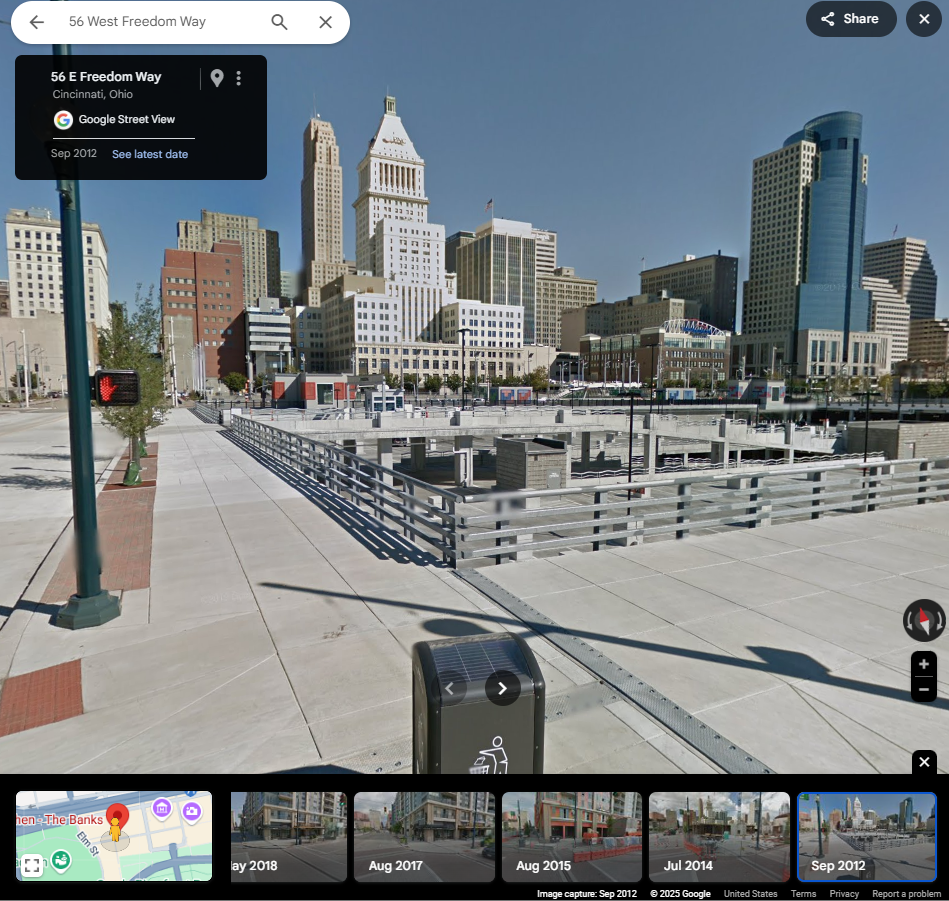 56 West Freedom Way
Share
56 E Freedom Way
Cincinnati, Ohio
Google Street View
Sep 2012 See latest date
nen - The Banks
Elm St
ay 2018
Aug 2017
Aug 2015
Jul 2014
Sep 2012
Image capture: Sep 2012 © 2025 Google United States Terms Privacy Report a problem